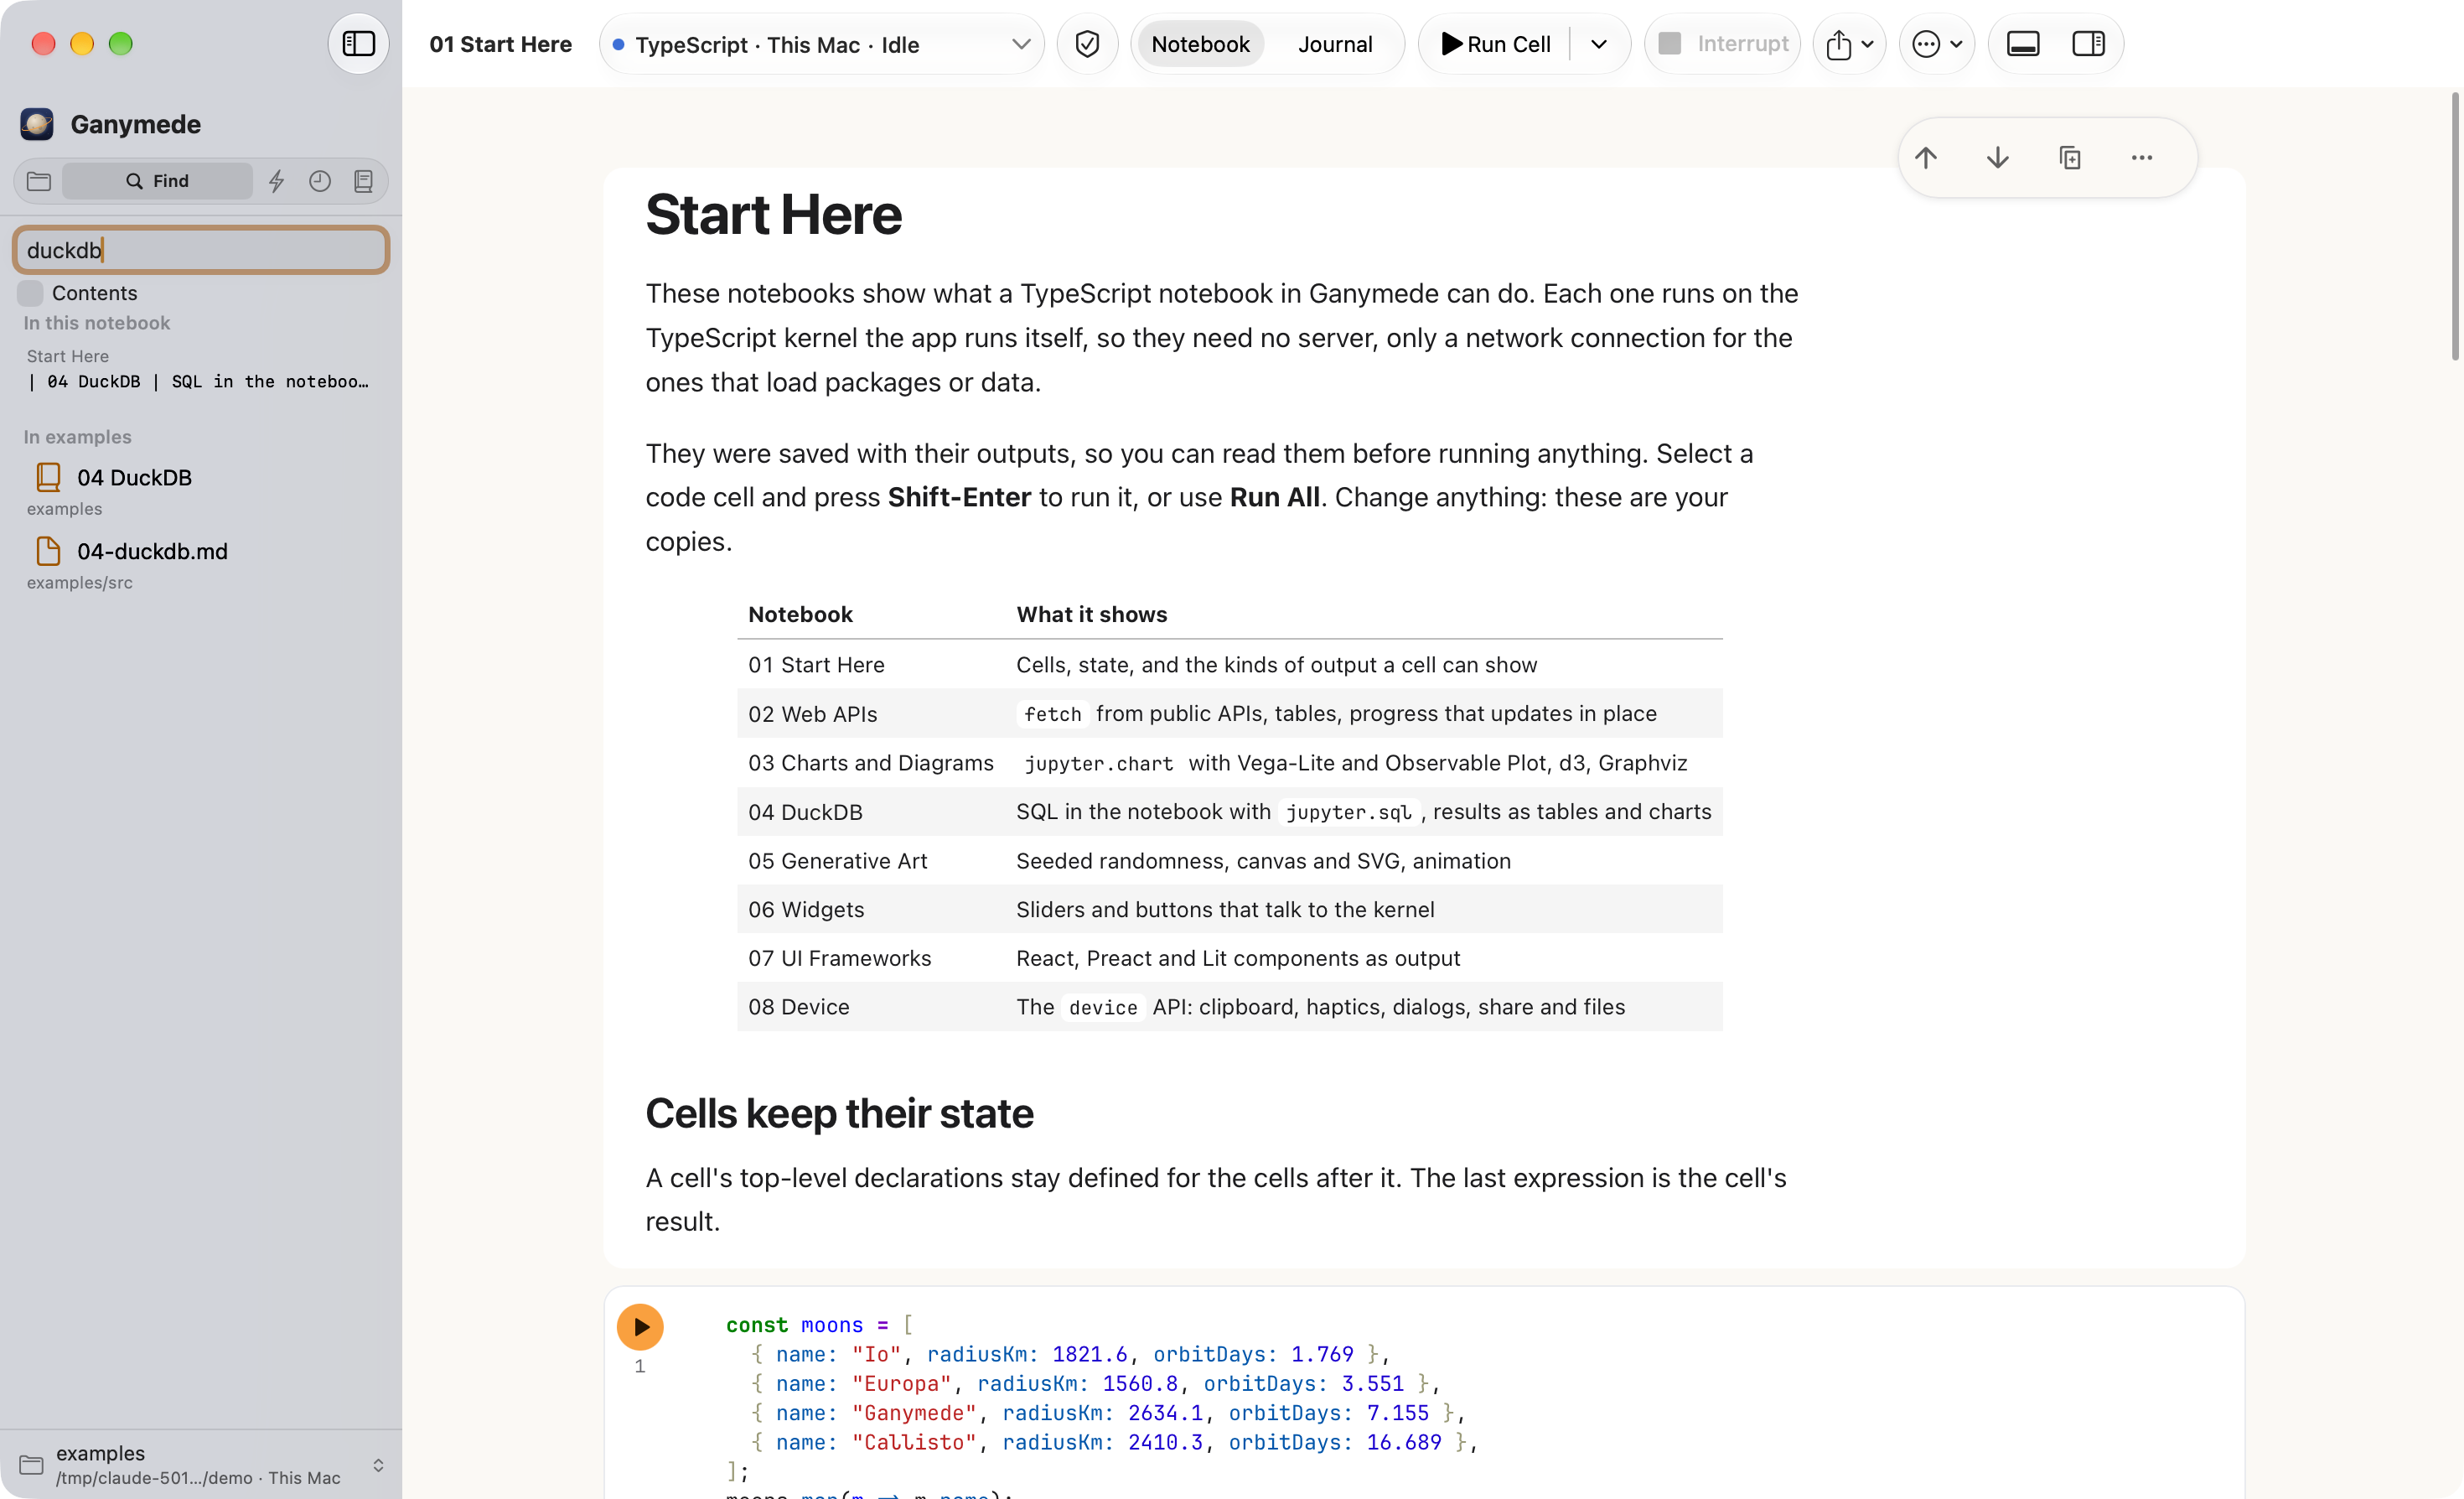 01 Start Here
TypeScript · This Mac · Idle
Notebook
Journal
Run Cell
Interrupt
Ganymede
Find
duckdb
Contents
In this notebook
Start Here
| 04 DuckDB | SQL in the noteboo…
In examples
04 DuckDB
examples
04-duckdb.md
examples/src
examples
/tmp/claude-501.../demo · This Mac
Start Here
These notebooks show what a TypeScript notebook in Ganymede can do. Each one runs on the
TypeScript kernel the app runs itself, so they need no server, only a network connection for the
ones that load packages or data.
They were saved with their outputs, so you can read them before running anything. Select a
code cell and press Shift-Enter to run it, or use Run All. Change anything: these are your
copies.
Notebook What it shows
01 Start Here Cells, state, and the kinds of output a cell can show
02 Web APIs fetch from public APIs, tables, progress that updates in place
03 Charts and Diagrams jupyter.chart with Vega-Lite and Observable Plot, d3, Graphviz
04 DuckDB SQL in the notebook with jupyter.sql, results as tables and charts
05 Generative Art Seeded randomness, canvas and SVG, animation
06 Widgets Sliders and buttons that talk to the kernel
07 UI Frameworks React, Preact and Lit components as output
08 Device The device API: clipboard, haptics, dialogs, share and files
Cells keep their state
A cell's top-level declarations stay defined for the cells after it. The last expression is the cell's
result.
1
const moons = [
{ name: "Io", radiusKm: 1821.6, orbitDays: 1.769 },
{ name: "Europa", radiusKm: 1560.8, orbitDays: 3.551 },
{ name: "Ganymede", radiusKm: 2634.1, orbitDays: 7.155 },
{ name: "Callisto", radiusKm: 2410.3, orbitDays: 16.689 },
];